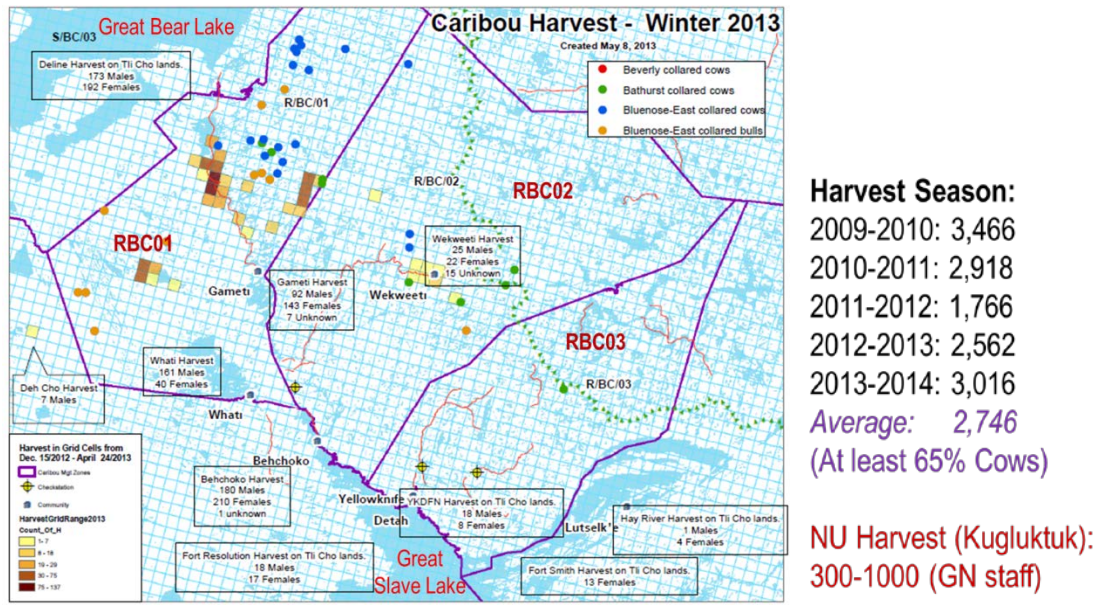 Caribou Harvest - Winter 2013
Created May 8, 2013
Great Bear Lake
S/BC/03
Deline Harvest on Tli Cho lands.
173 Males
192 Females
Beverly collared cows
Bathurst collared cows
Bluenose-East collared cows
Bluenose-East collared bulls
R/BC/01
R/BC/02
RBC02
RBC01
Wekweeti Harvest
25 Males
22 Females
15 Unknown
Gameti
Gameti Harvest
92 Males
143 Females
7 Unknown
Wekweeti
RBC03
R/BC/03
Whati Harvest
161 Males
40 Females
Deh Cho Harvest
7 Males
Whati
Behchoko
Harvest in Grid Cells from
Dec. 15/2012 - April 24/2013
Caribou Mgt Zones
Checkstation
Community
HarvestGridRange2013
Count_Of_H
1 - 7
8 - 18
19 - 29
30 - 75
75 - 137
Behchoko Harvest
180 Males
210 Females
1 unknown
Yellowknife
Detah
YKDFN Harvest on Tli Cho lands.
18 Males
8 Females
Lutselk'e
Hay River Harvest on Tli Cho lands.
1 Males
4 Females
Fort Resolution Harvest on Tli Cho lands.
18 Males
17 Females
Great
Slave Lake
Fort Smith Harvest on Tli Cho lands.
13 Females
Harvest Season:
2009-2010: 3,466
2010-2011: 2,918
2011-2012: 1,766
2012-2013: 2,562
2013-2014: 3,016
Average: 2,746
(At least 65% Cows)
NU Harvest (Kugluktuk):
300-1000 (GN staff)